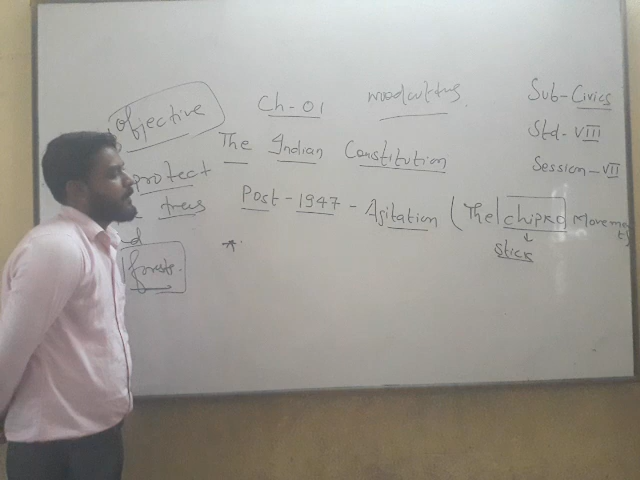 objective
protect
trees
forests.
Ch-01
woodcutting.
The Indian Constitution
Post-1947-Agitation (The chipko Movement)
↓
stick
*
Sub-Civics
Std-VIII
Session-VII